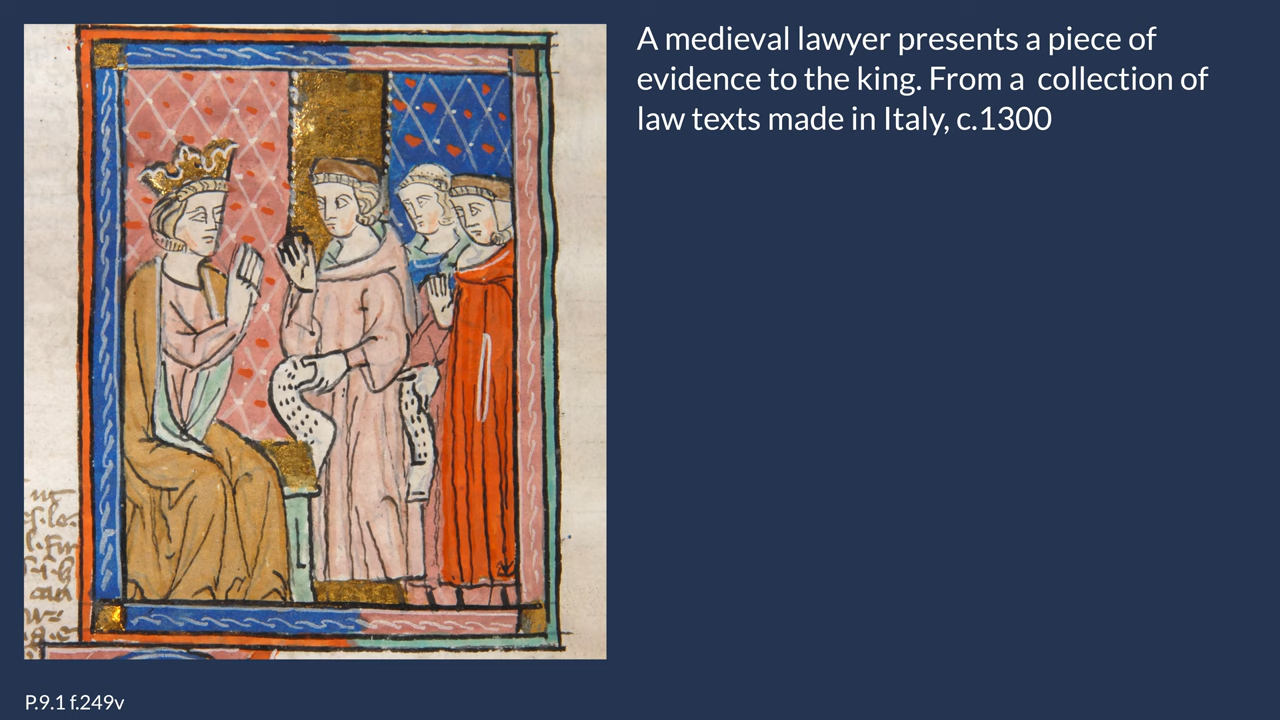 A medieval lawyer presents a piece of
evidence to the king. From a  collection of
law texts made in Italy, c.1300
P.9.1 f.249v